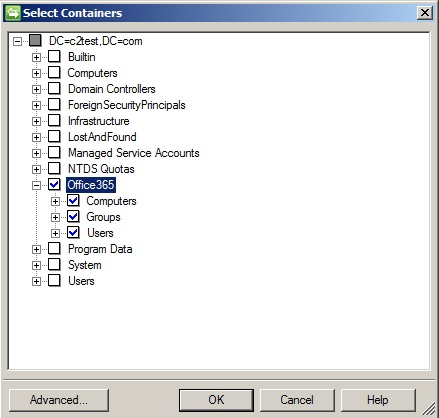 Select Containers
DC=c2test,DC=com
Builtin
Computers
Domain Controllers
ForeignSecurityPrincipals
Infrastructure
LostAndFound
Managed Service Accounts
NTDS Quotas
Office365
Computers
Groups
Users
Program Data
System
Users
Advanced... OK Cancel Help